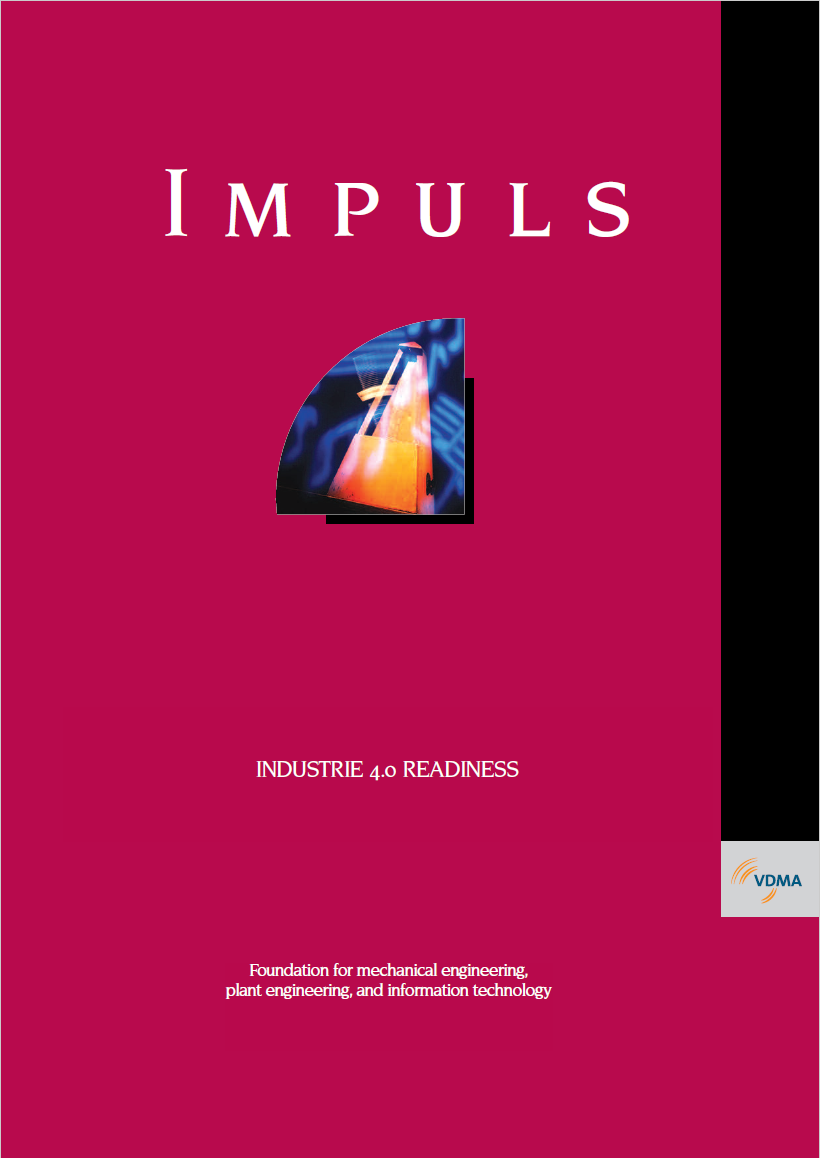 IMPULS
INDUSTRIE 4.0 READINESS
VDMA
Foundation for mechanical engineering,
plant engineering, and information technology